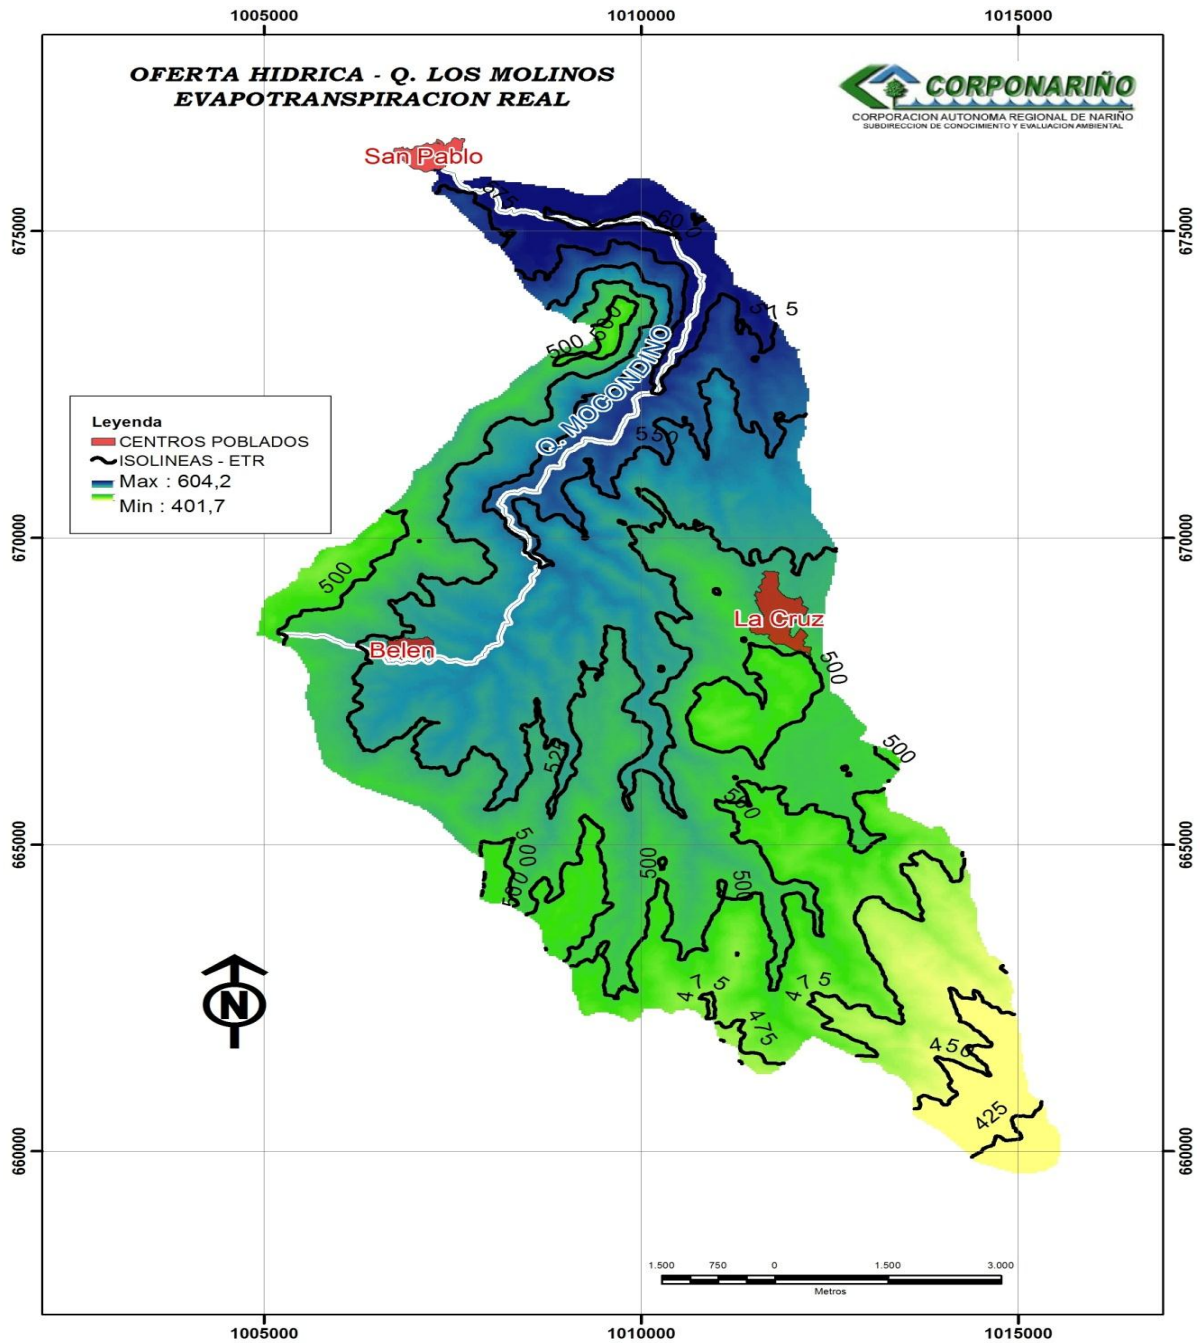 1005000
1010000
1015000
OFERTA HIDRICA - Q. LOS MOLINOS
EVAPOTRANSPIRACION REAL
CORPONARIÑO
CORPORACION AUTONOMA REGIONAL DE NARIÑO
SUBDIRECCION DE CONOCIMIENTO Y EVALUACION AMBIENTAL
San Pablo
575
600
675000
675000
575
500
500
Q. MOCONDINO
550
Leyenda
CENTROS POBLADOS
ISOLINEAS - ETR
Max : 604,2
Min : 401,7
670000
670000
500
La Cruz
Belen
500
500
525
500
665000
665000
500
500
500
500
475
475
475
N
450
425
660000
660000
1.500
750
0
1.500
3.000
Metros
1005000
1010000
1015000